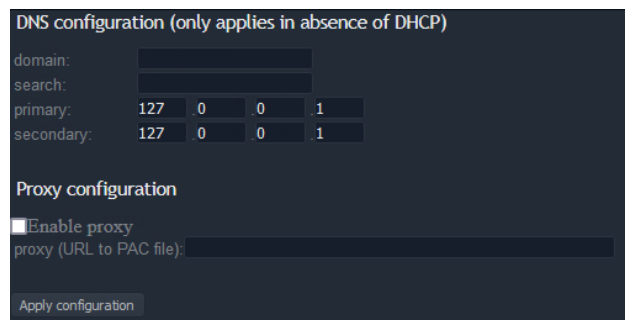 DNS configuration (only applies in absence of DHCP)
domain:
search:
primary: 127 .0 .0 .1
secondary: 127 .0 .0 .1
Proxy configuration
Enable proxy
proxy (URL to PAC file):
Apply configuration